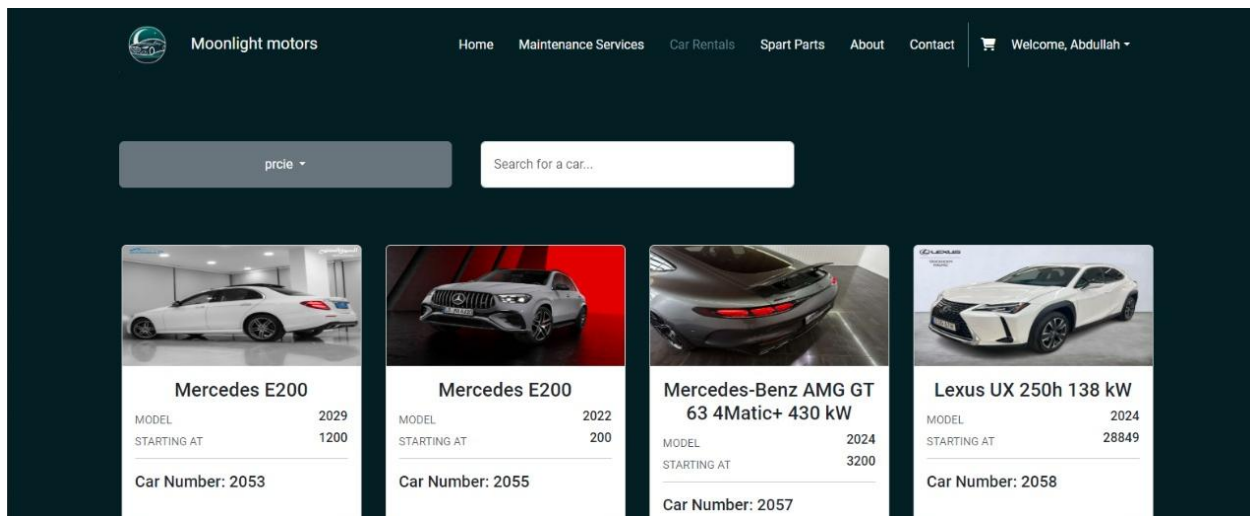 Moonlight motors
Home Maintenance Services Car Rentals Spart Parts About Contact Welcome, Abdullah
prcie
Search for a car...
LEXUS
Mercedes E200
MODEL 2029
STARTING AT 1200
Car Number: 2053
Mercedes E200
MODEL 2022
STARTING AT 200
Car Number: 2055
Mercedes-Benz AMG GT
63 4Matic+ 430 kW
MODEL 2024
STARTING AT 3200
Car Number: 2057
Lexus UX 250h 138 kW
MODEL 2024
STARTING AT 28849
Car Number: 2058